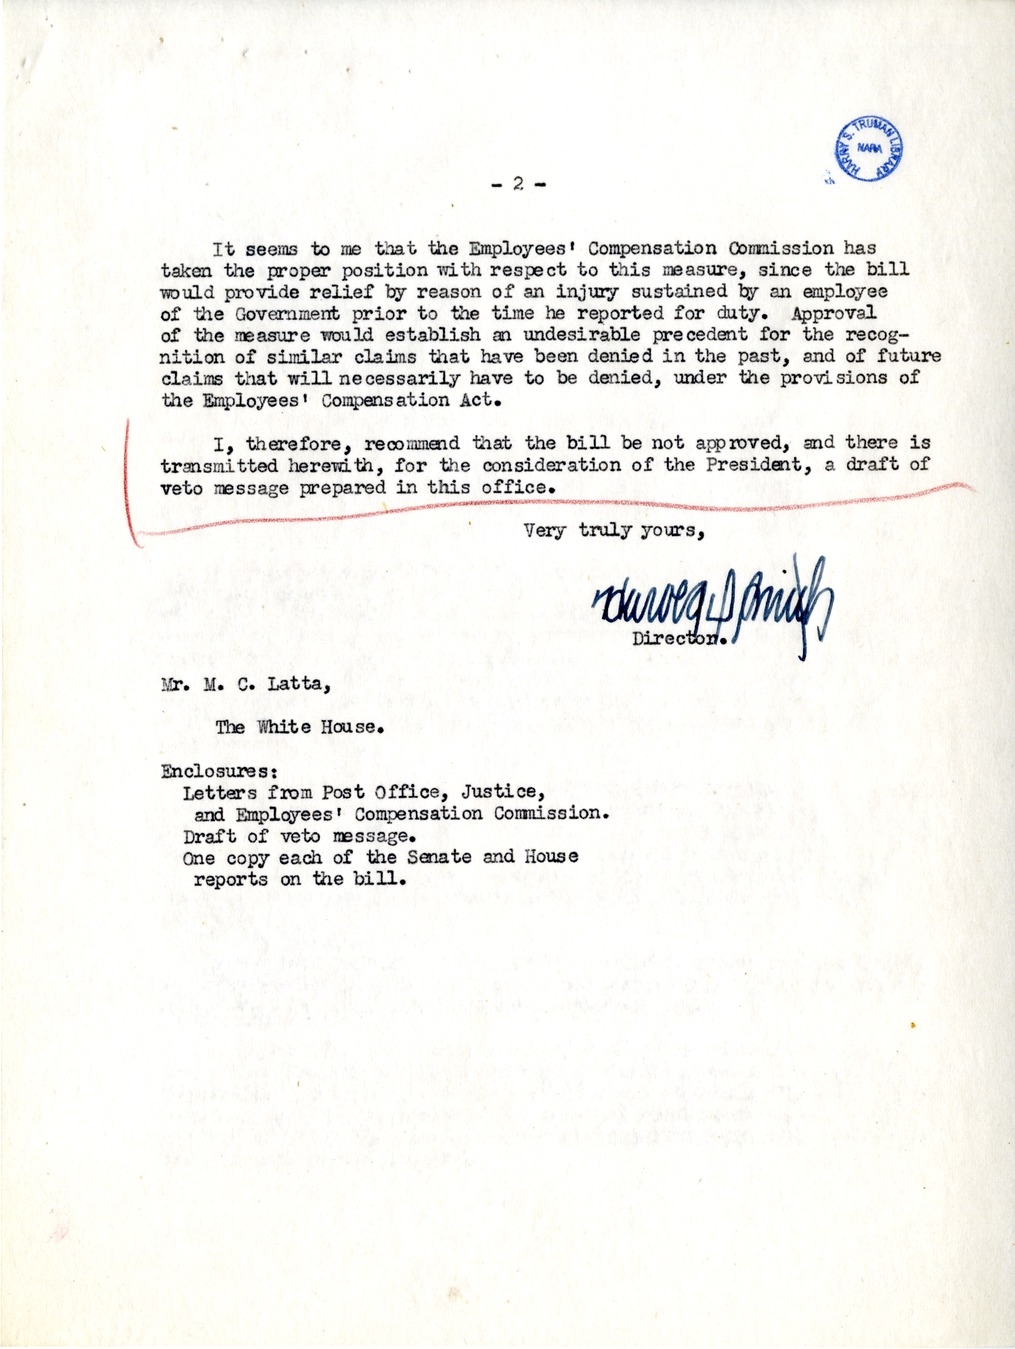 HARRY S. TRUMAN LIBRARY
NARA
- 2 -
It seems to me that the Employees' Compensation Commission has
taken the proper position with respect to this measure, since the bill
would provide relief by reason of an injury sustained by an employee
of the Government prior to the time he reported for duty. Approval
of the measure would establish an undesirable precedent for the recog-
nition of similar claims that have been denied in the past, and of future
claims that will necessarily have to be denied, under the provisions of
the Employees' Compensation Act.
I, therefore, recommend that the bill be not approved, and there is
transmitted herewith, for the consideration of the President, a draft of
veto message prepared in this office.
Very truly yours,
Harold D. Smith
Director.
Mr. M. C. Latta,
The White House.
Enclosures:
Letters from Post Office, Justice,
and Employees' Compensation Commission.
Draft of veto message.
One copy each of the Senate and House
reports on the bill.